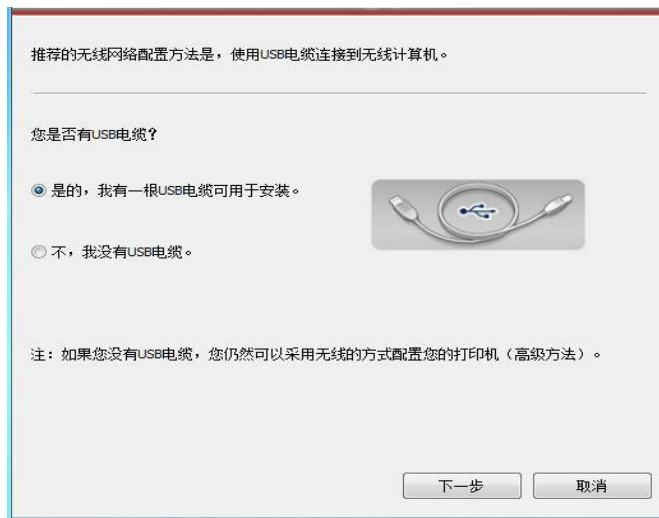 推荐的无线网络配置方法是，使用USB电缆连接到无线计算机。
您是否有USB电缆？
是的，我有一根USB电缆可用于安装。
不，我没有USB电缆。
注：如果您没有USB电缆，您仍然可以采用无线的方式配置您的打印机（高级方法）。
下一步
取消